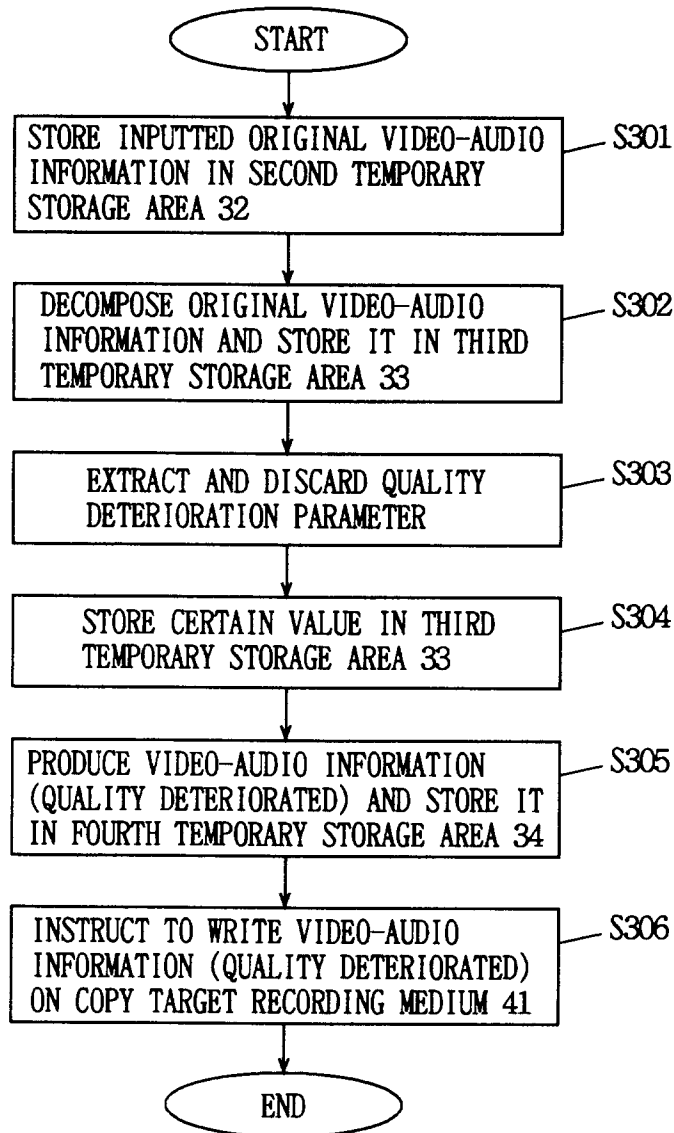 START
STORE INPUTTED ORIGINAL VIDEO-AUDIO
INFORMATION IN SECOND TEMPORARY
STORAGE AREA 32
S301
DECOMPOSE ORIGINAL VIDEO-AUDIO
INFORMATION AND STORE IT IN THIRD
TEMPORARY STORAGE AREA 33
S302
EXTRACT AND DISCARD QUALITY
DETERIORATION PARAMETER
S303
STORE CERTAIN VALUE IN THIRD
TEMPORARY STORAGE AREA 33
S304
PRODUCE VIDEO-AUDIO INFORMATION
(QUALITY DETERIORATED) AND STORE IT
IN FOURTH TEMPORARY STORAGE AREA 34
S305
INSTRUCT TO WRITE VIDEO-AUDIO
INFORMATION (QUALITY DETERIORATED)
ON COPY TARGET RECORDING MEDIUM 41
S306
END